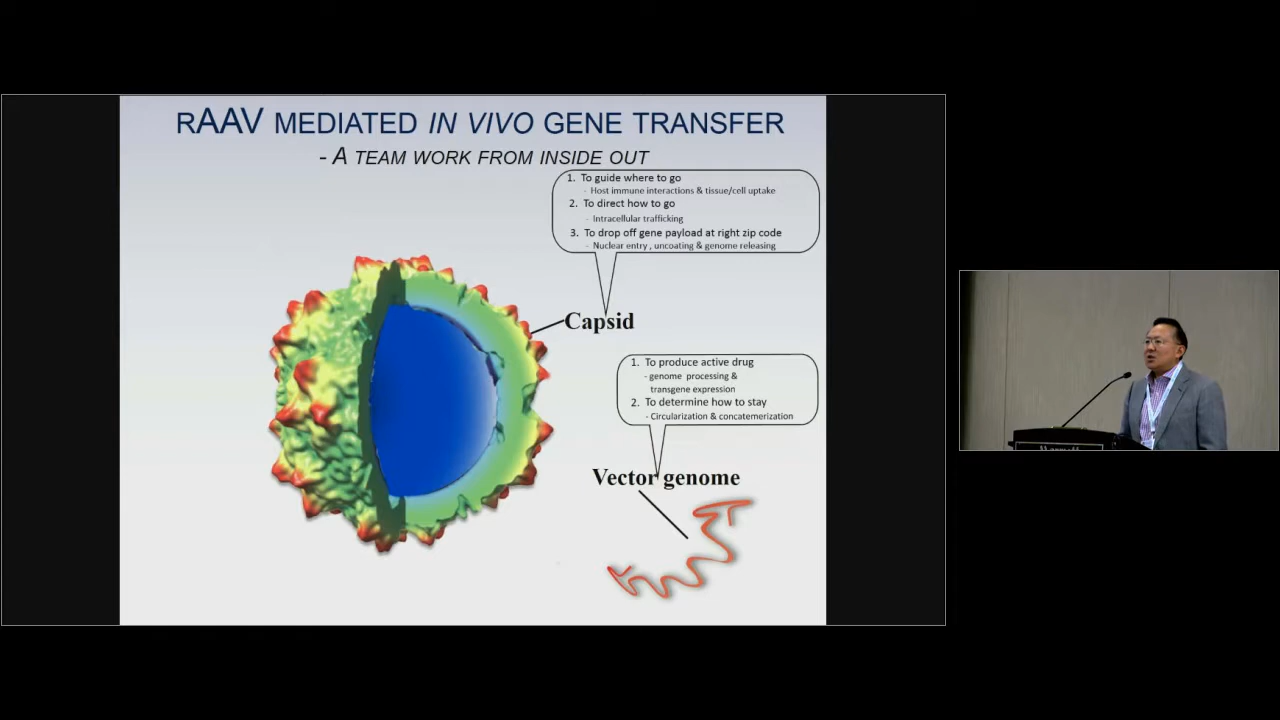 rAAV MEDIATED IN VIVO GENE TRANSFER
- A TEAM WORK FROM INSIDE OUT
1. To guide where to go
- Host immune interactions & tissue/cell uptake
2. To direct how to go
- Intracellular trafficking
3. To drop off gene payload at right zip code
- Nuclear entry , uncoating & genome releasing
Capsid
1. To produce active drug
- genome processing &
transgene expression
2. To determine how to stay
- Circularization & concatemerization
Vector genome